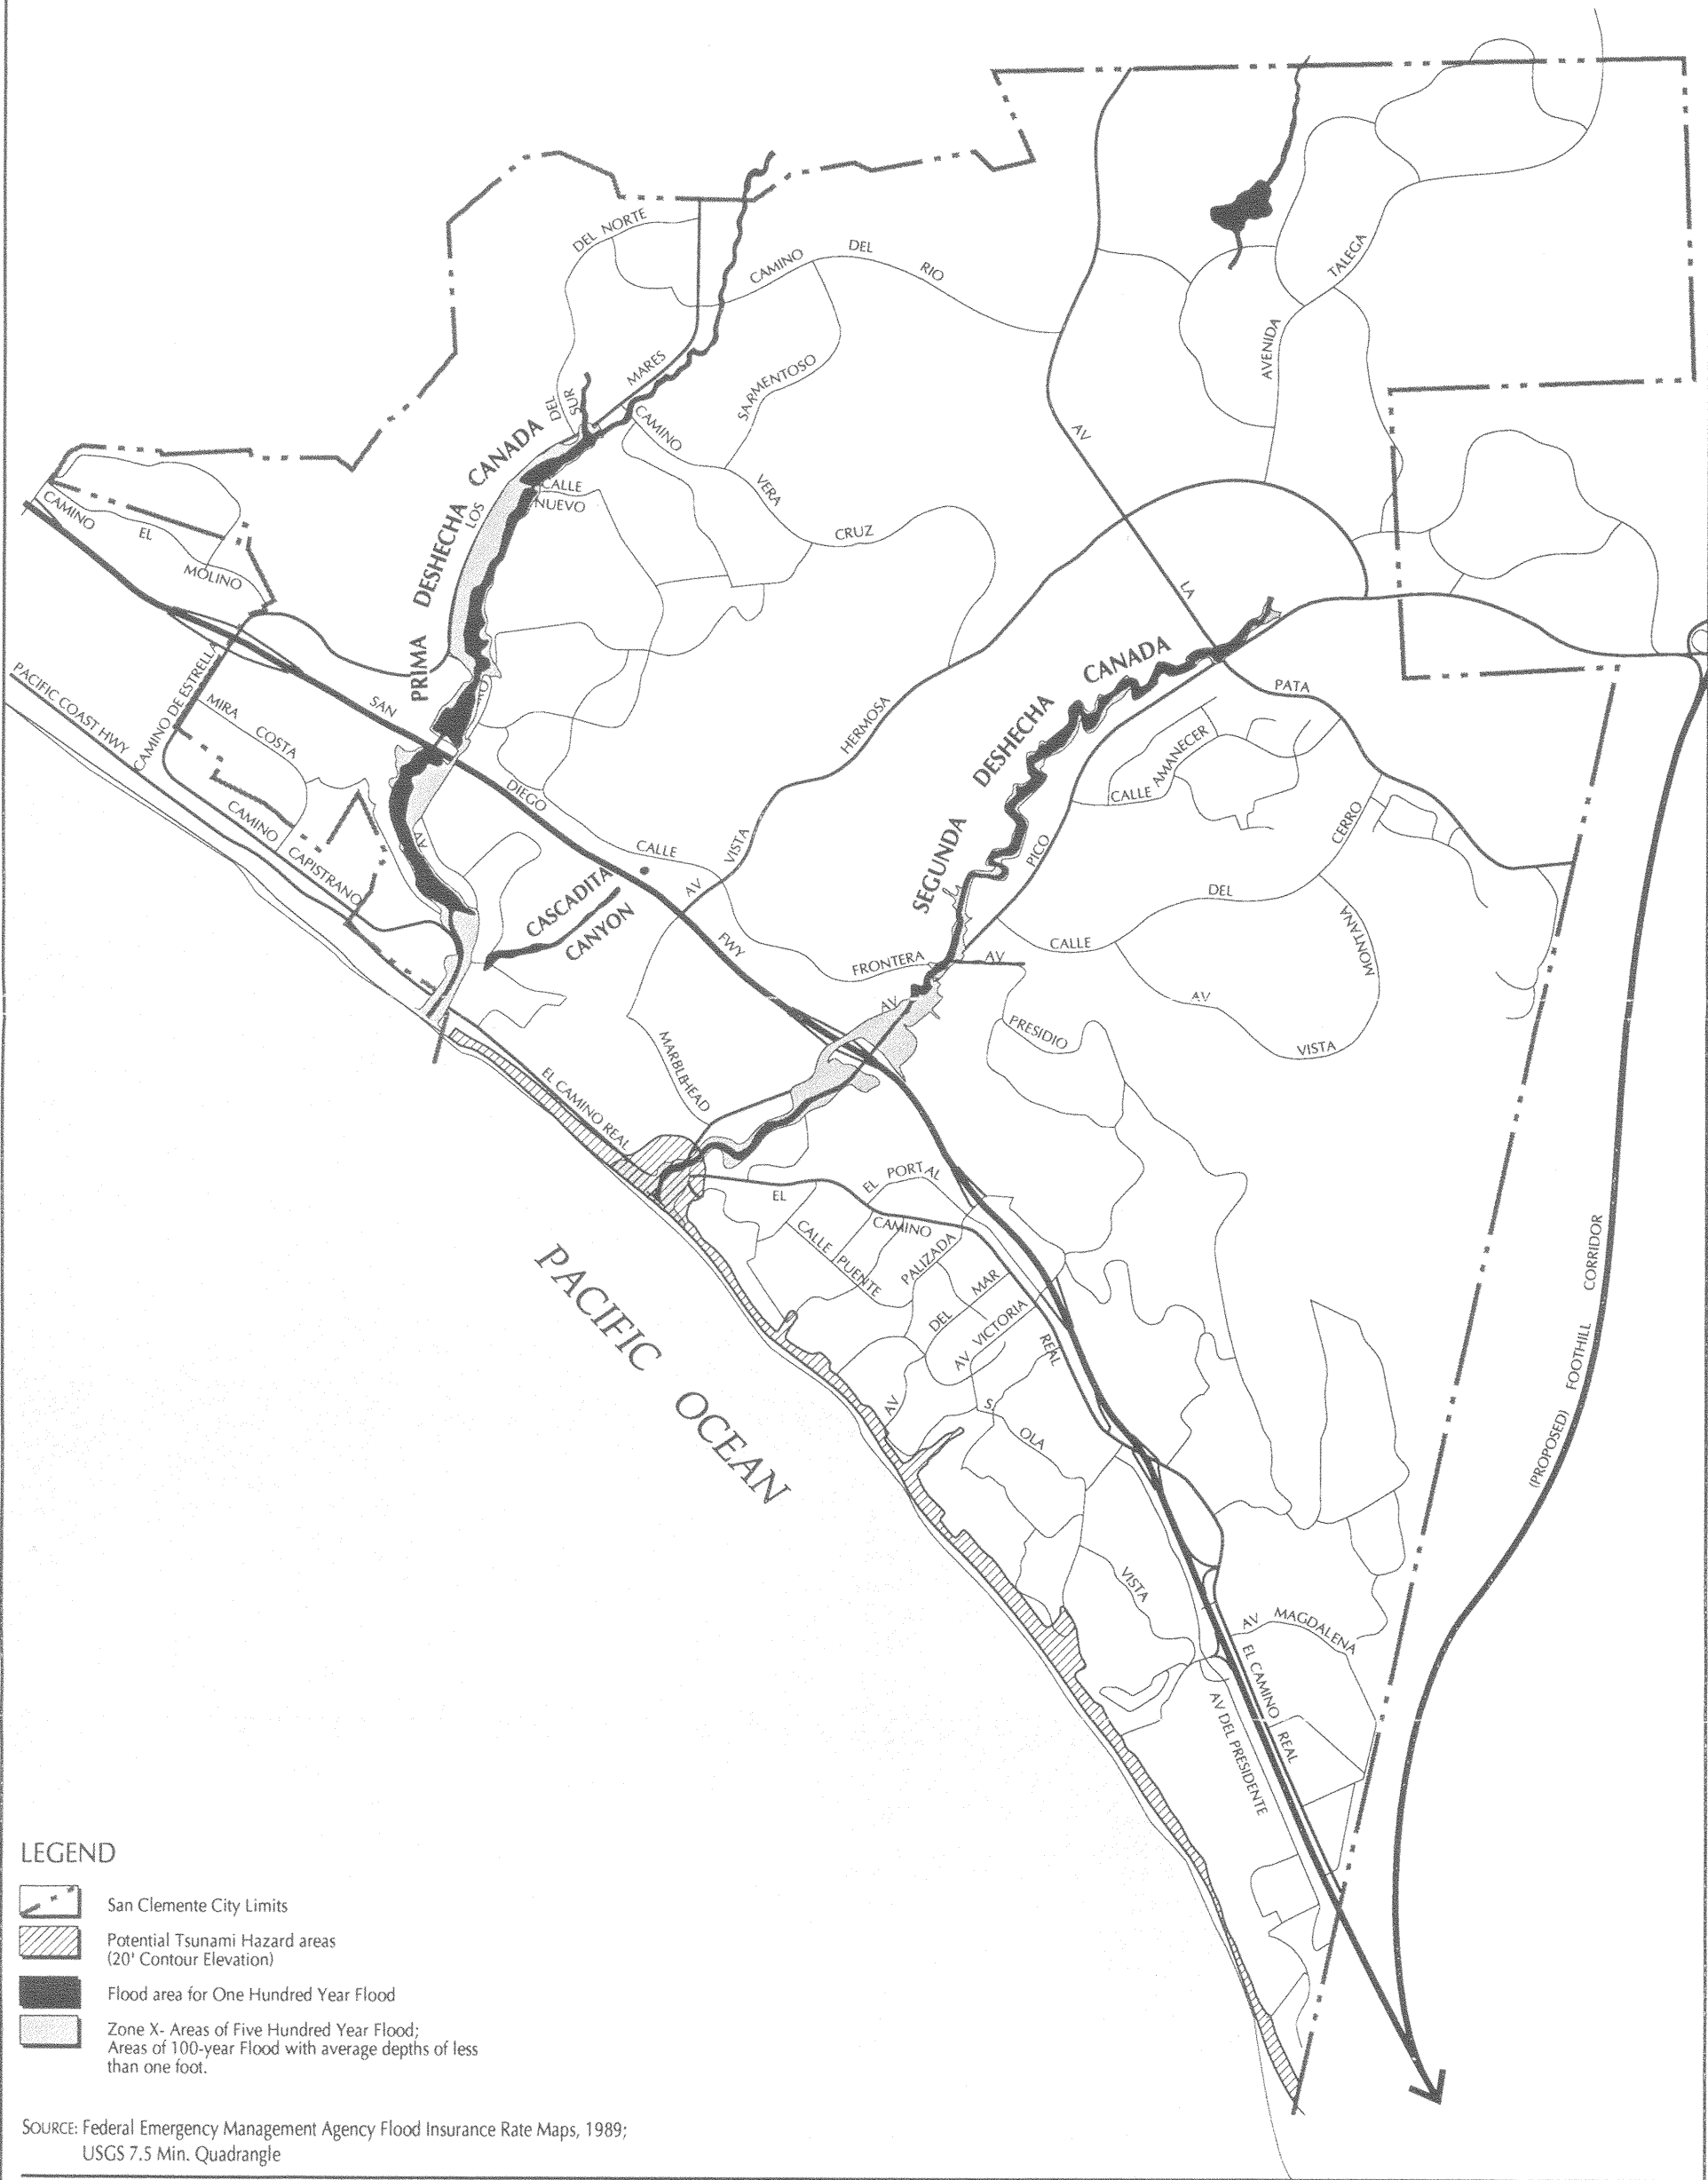 DEL NORTE
CAMINO DEL RIO
AVENIDA TALEGA
MARES
SARMENTOSO
DEL SUR
CAMINO VERA CRUZ
PRIMA DESHECHA CANADA
LOS
CALLE NUEVO
CAMINO EL MOLINO
AV LA PATA
SEGUNDA DESHECHA CANADA
PACIFIC COAST HWY
CAMINO DE ESTRELLA
MIRA COSTA
SAN DIEGO FWY
CAMINO CAPISTRANO
AV
AV VISTA HERMOSA
CALLE AMANECER
CALLE
FRONTERA
CASCADITA CANYON
AV PICO
AV
CALLE DEL CERRO
MONTANA
AV VISTA
PRESIDIO
MARBLEHEAD
EL CAMINO REAL
EL PORTAL
EL CAMINO REAL
CALLE PUENTE
PALIZADA
DEL MAR
AV VICTORIA
AV
S. OLA VISTA
PACIFIC OCEAN
(PROPOSED) FOOTHILL CORRIDOR
AV MAGDALENA
EL CAMINO REAL
AV DEL PRESIDENTE
LEGEND
San Clemente City Limits
Potential Tsunami Hazard areas
(20' Contour Elevation)
Flood area for One Hundred Year Flood
Zone X- Areas of Five Hundred Year Flood;
Areas of 100-year Flood with average depths of less
than one foot.
SOURCE: Federal Emergency Management Agency Flood Insurance Rate Maps, 1989;
USGS 7.5 Min. Quadrangle